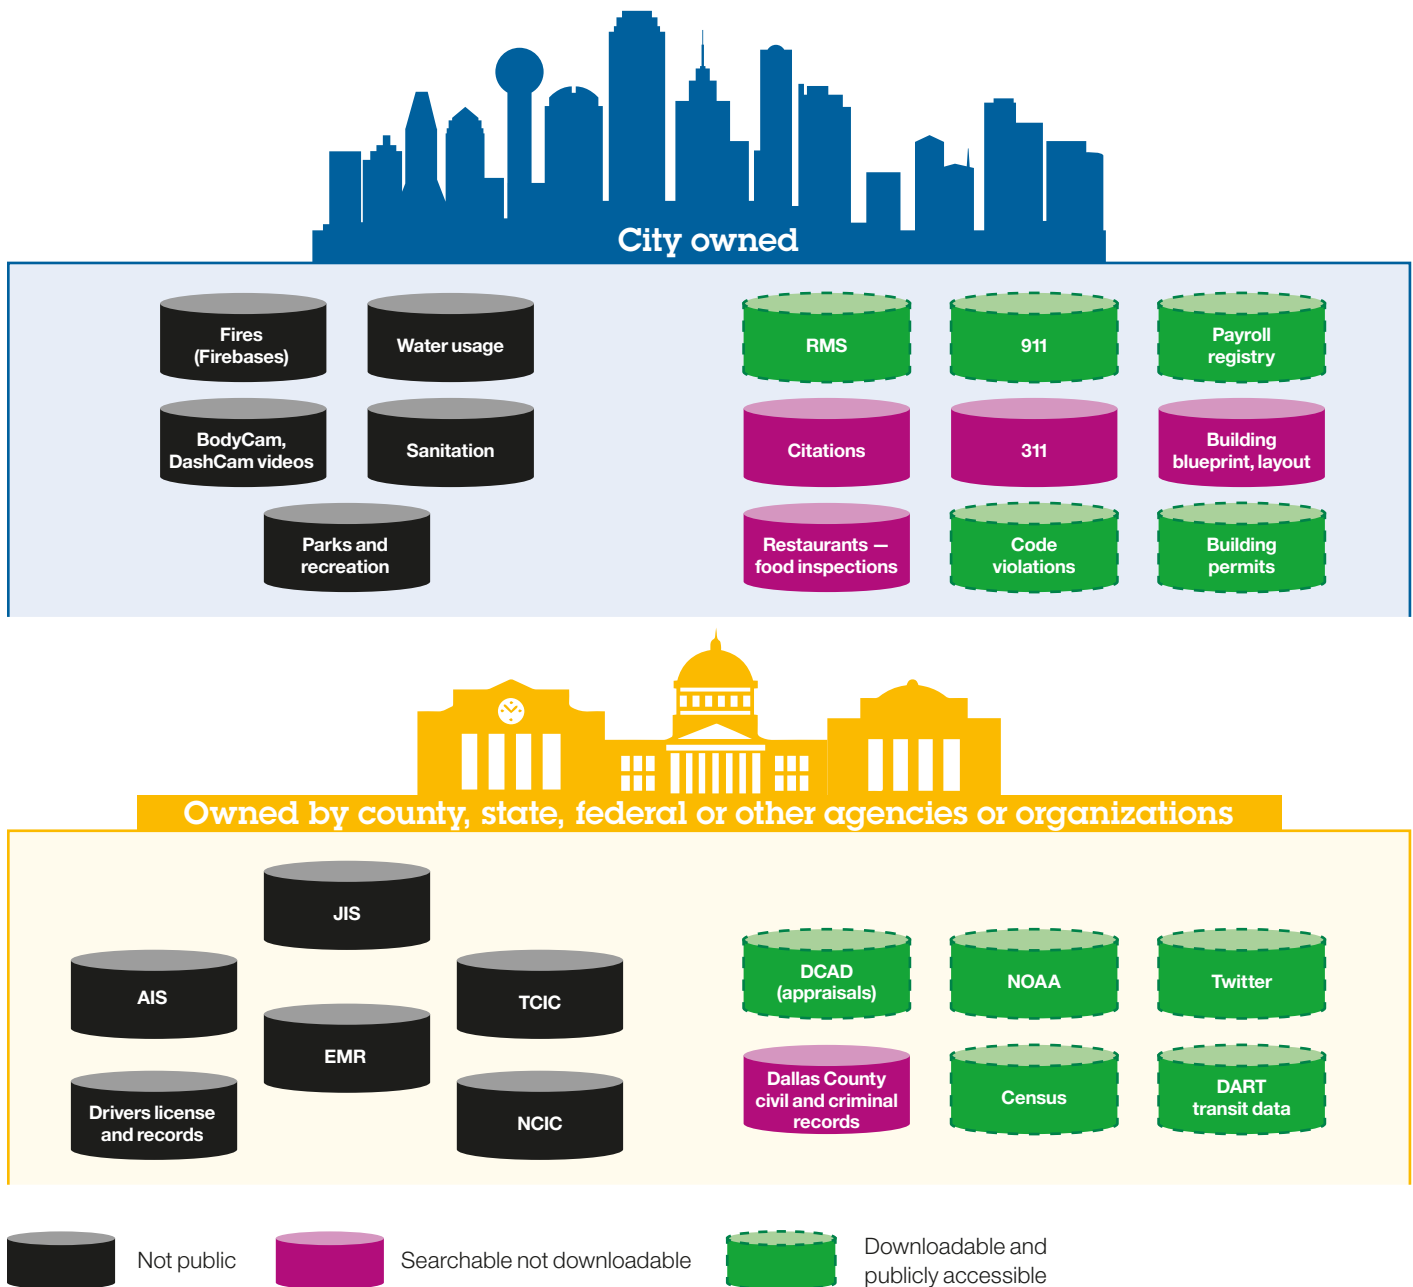 City owned
Fires
(Firebases)
Water usage
RMS
911
Payroll
registry
BodyCam,
DashCam videos
Sanitation
Citations
311
Building
blueprint, layout
Parks and
recreation
Restaurants —
food inspections
Code
violations
Building
permits
Owned by county, state, federal or other agencies or organizations
JIS
AIS
TCIC
EMR
Drivers license
and records
NCIC
DCAD
(appraisals)
NOAA
Twitter
Dallas County
civil and criminal
records
Census
DART
transit data
Not public
Searchable not downloadable
Downloadable and
publicly accessible